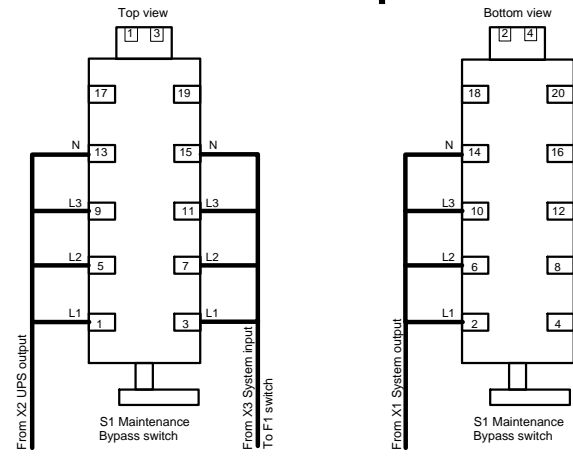 Top view
1 3
17 19
N 13 15 N
L3 9 11 L3
L2 5 7 L2
L1 1 3 L1
From X2 UPS output
From X3 System input
To F1 switch
S1 Maintenance
Bypass switch
Bottom view
2 4
18 20
N 14 16
L3 10 12
L2 6 8
L1 2 4
From X1 System output
S1 Maintenance
Bypass switch